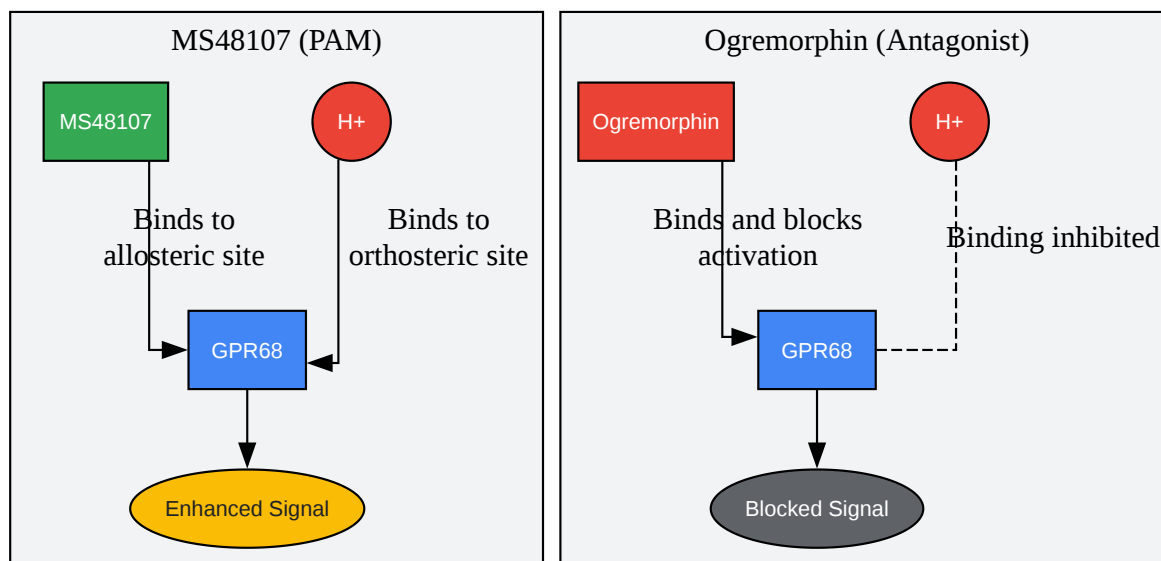 MS48107 (PAM)
MS48107
H+
Binds to
allosteric site
Binds to
orthosteric site
GPR68
Enhanced Signal
Ogremorphin (Antagonist)
Ogremorphin
H+
Binds and blocks
activation
Binding inhibited
GPR68
Blocked Signal